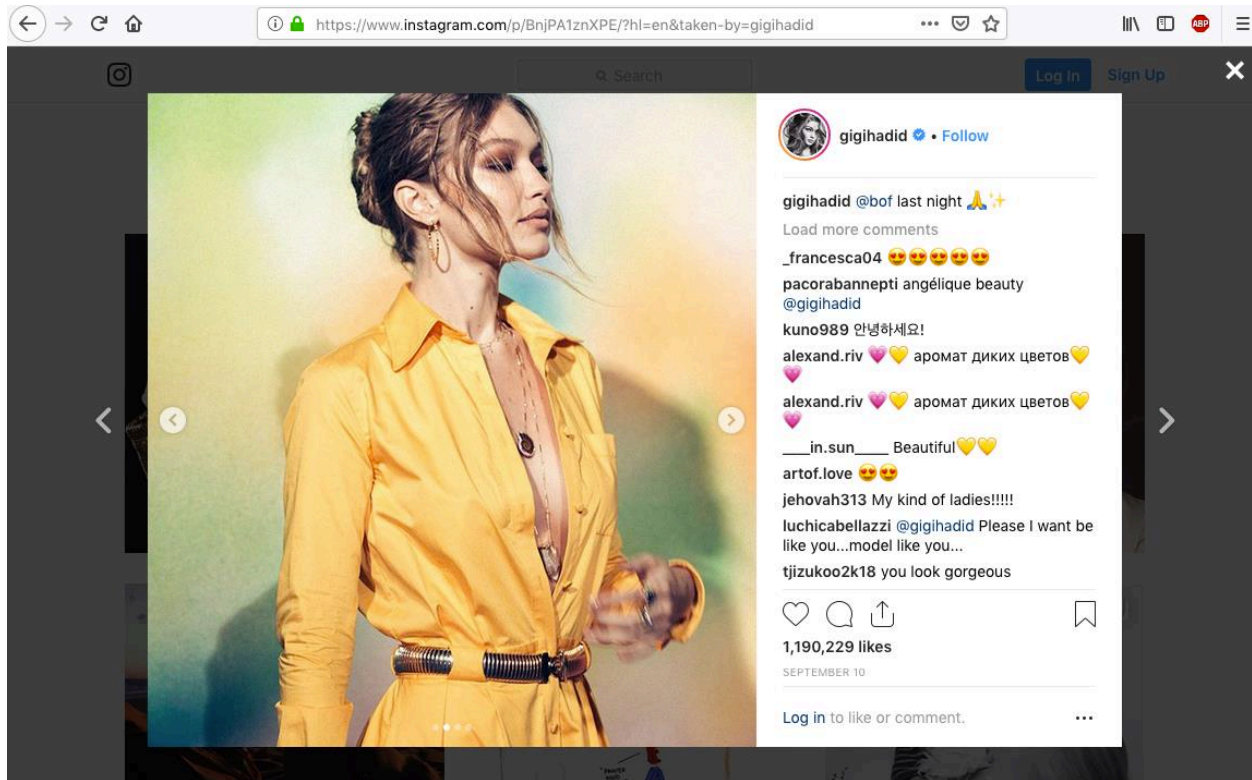 https://www.instagram.com/p/BnjPA1znXPE/?hl=en&taken-by=gigihadid
ABP
Search
Log In
Sign Up
gigihadid • Follow
gigihadid @bof last night 🙏✨
Load more comments
_francesca04 😍😍😍😍😍
pacorabannepti angélique beauty
@gigihadid
kuno989 안녕하세요!
alexand.riv 💗💛 аромат диких цветов💛
💗
alexand.riv 💗💛 аромат диких цветов💛
💗
___in.sun____ Beautiful💛💛
artof.love 😍😍
jehovah313 My kind of ladies!!!!!
luchicabellazzi @gigihadid Please I want be
like you...model like you...
tjizukoo2k18 you look gorgeous
1,190,229 likes
SEPTEMBER 10
Log in to like or comment.